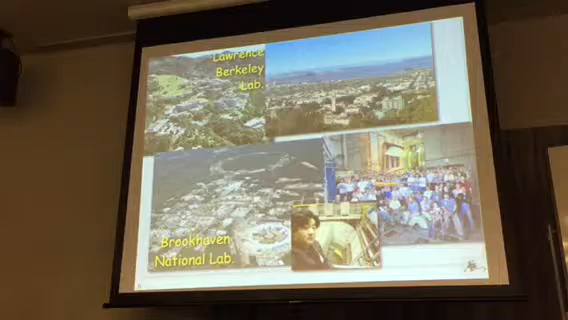 Lawrence
Berkeley
Lab.
Brookhaven
National Lab.